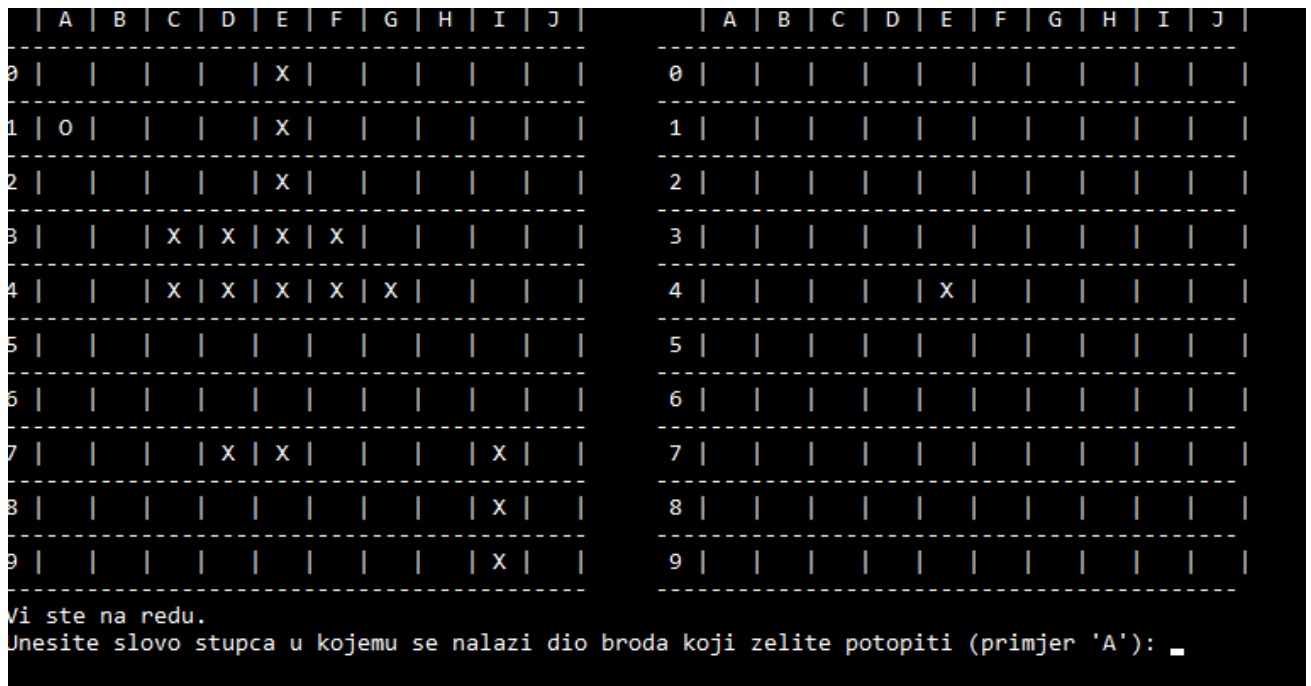 | A | B | C | D | E | F | G | H | I | J |         | A | B | C | D | E | F | G | H | I | J |
-------------------------------------------     -------------------------------------------
0 |   |   |   |   | X |   |   |   |   |   |     0 |   |   |   |   |   |   |   |   |   |   |
-------------------------------------------     -------------------------------------------
1 | O |   |   |   | X |   |   |   |   |   |     1 |   |   |   |   |   |   |   |   |   |   |
-------------------------------------------     -------------------------------------------
2 |   |   |   |   | X |   |   |   |   |   |     2 |   |   |   |   |   |   |   |   |   |   |
-------------------------------------------     -------------------------------------------
3 |   |   | X | X | X | X |   |   |   |   |     3 |   |   |   |   |   |   |   |   |   |   |
-------------------------------------------     -------------------------------------------
4 |   |   | X | X | X | X | X |   |   |   |     4 |   |   |   |   | X |   |   |   |   |   |
-------------------------------------------     -------------------------------------------
5 |   |   |   |   |   |   |   |   |   |   |     5 |   |   |   |   |   |   |   |   |   |   |
-------------------------------------------     -------------------------------------------
6 |   |   |   |   |   |   |   |   |   |   |     6 |   |   |   |   |   |   |   |   |   |   |
-------------------------------------------     -------------------------------------------
7 |   |   |   | X | X |   |   |   | X |   |     7 |   |   |   |   |   |   |   |   |   |   |
-------------------------------------------     -------------------------------------------
8 |   |   |   |   |   |   |   |   | X |   |     8 |   |   |   |   |   |   |   |   |   |   |
-------------------------------------------     -------------------------------------------
9 |   |   |   |   |   |   |   |   | X |   |     9 |   |   |   |   |   |   |   |   |   |   |
-------------------------------------------     -------------------------------------------
Vi ste na redu.
Unesite slovo stupca u kojemu se nalazi dio broda koji zelite potopiti (primjer 'A'): _